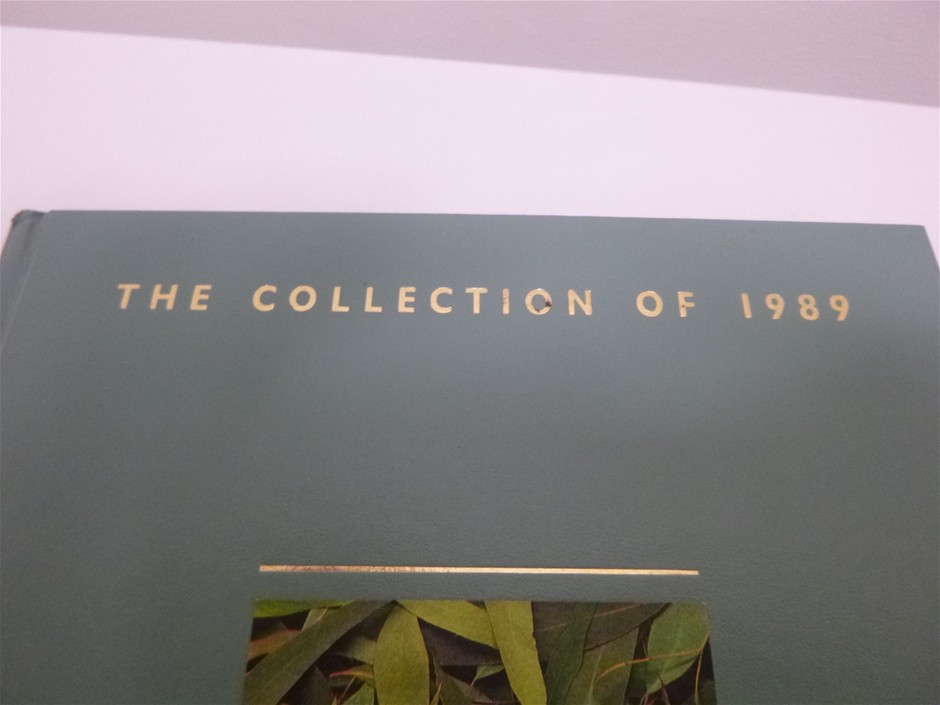 THE COLLECTION OF 1989